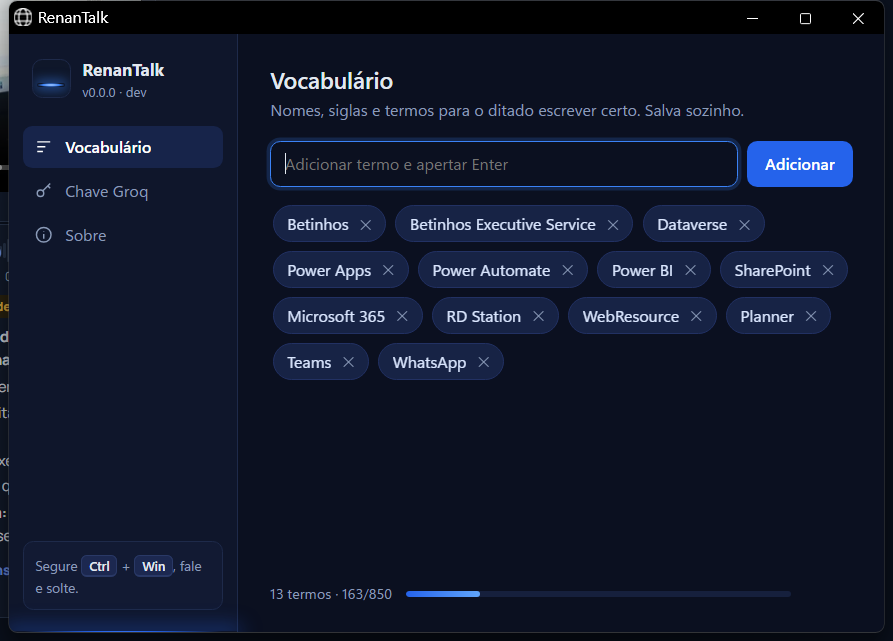 RenanTalk
RenanTalk
v0.0.0 · dev
Vocabulário
Chave Groq
Sobre
Segure Ctrl + Win, fale
e solte.
Vocabulário
Nomes, siglas e termos para o ditado escrever certo. Salva sozinho.
Adicionar termo e apertar Enter
Adicionar
Betinhos × Betinhos Executive Service × Dataverse ×
Power Apps × Power Automate × Power BI × SharePoint ×
Microsoft 365 × RD Station × WebResource × Planner ×
Teams × WhatsApp ×
13 termos · 163/850